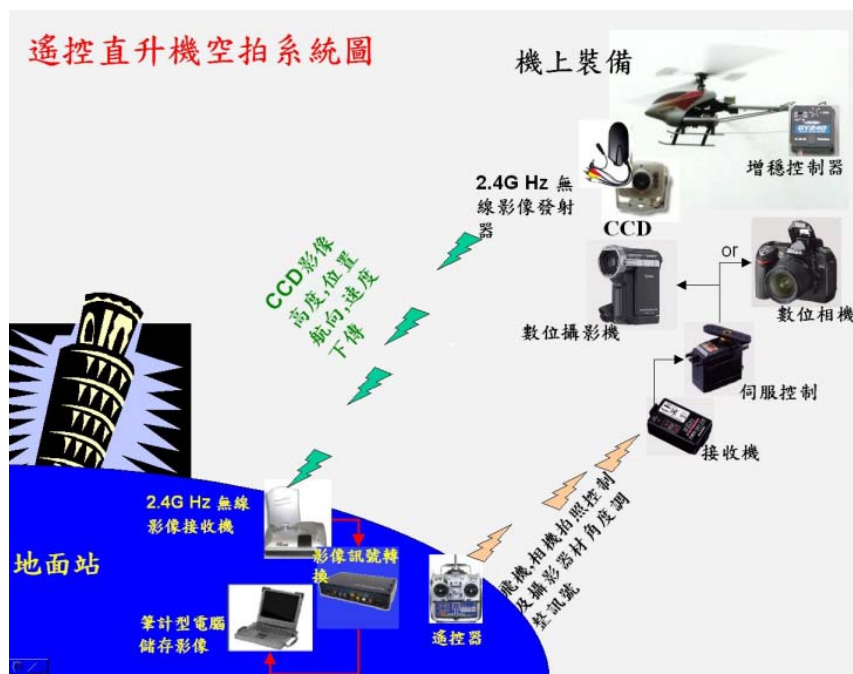 遙控直升機空拍系統圖
機上裝備
GY240
增穩控制器
2.4G Hz 無
線影像發射
器
CCD
or
數位攝影機
數位相機
伺服控制
接收機
CCD影像
高度,位置
航向,速度
下傳
飛機,相機拍照控制
及攝影器材角度調
整訊號
2.4G Hz 無線
影像接收機
影像訊號轉
換
地面站
筆計型電腦
儲存影像
遙控器